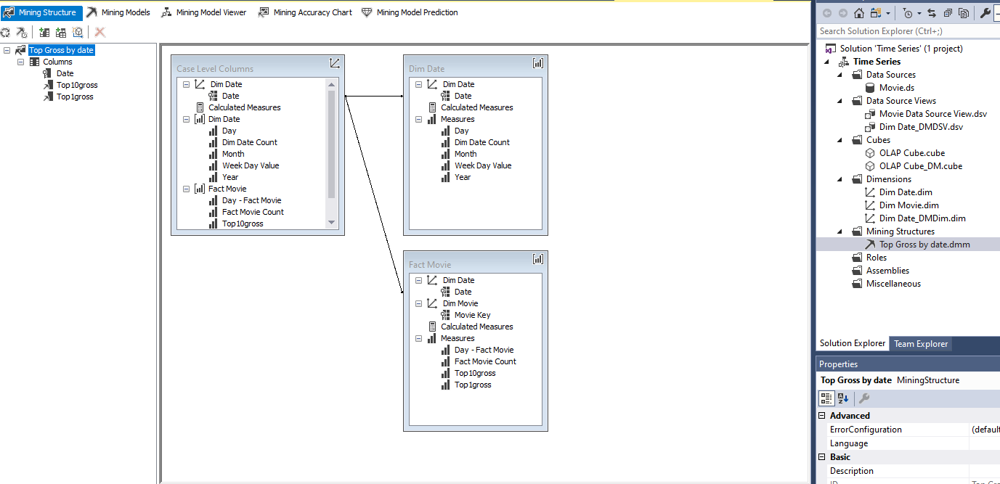 Mining Structure Mining Models Mining Model Viewer Mining Accuracy Chart Mining Model Prediction
Top Gross by date
Columns
Date
Top10gross
Top1gross
Case Level Columns
Dim Date
Date
Calculated Measures
Dim Date
Day
Dim Date Count
Month
Week Day Value
Year
Fact Movie
Day - Fact Movie
Fact Movie Count
Top10gross
Dim Date
Dim Date
Date
Calculated Measures
Measures
Day
Dim Date Count
Month
Week Day Value
Year
Fact Movie
Dim Date
Date
Dim Movie
Movie Key
Calculated Measures
Measures
Day - Fact Movie
Fact Movie Count
Top10gross
Top1gross
Search Solution Explorer (Ctrl+;)
Solution 'Time Series' (1 project)
Time Series
Data Sources
Movie.ds
Data Source Views
Movie Data Source View.dsv
Dim Date_DMDSV.dsv
Cubes
OLAP Cube.cube
OLAP Cube_DM.cube
Dimensions
Dim Date.dim
Dim Movie.dim
Dim Date_DMDim.dim
Mining Structures
Top Gross by date.dmm
Roles
Assemblies
Miscellaneous
Solution Explorer Team Explorer
Properties
Top Gross by date MiningStructure
Advanced
ErrorConfiguration (default
Language
Basic
Description